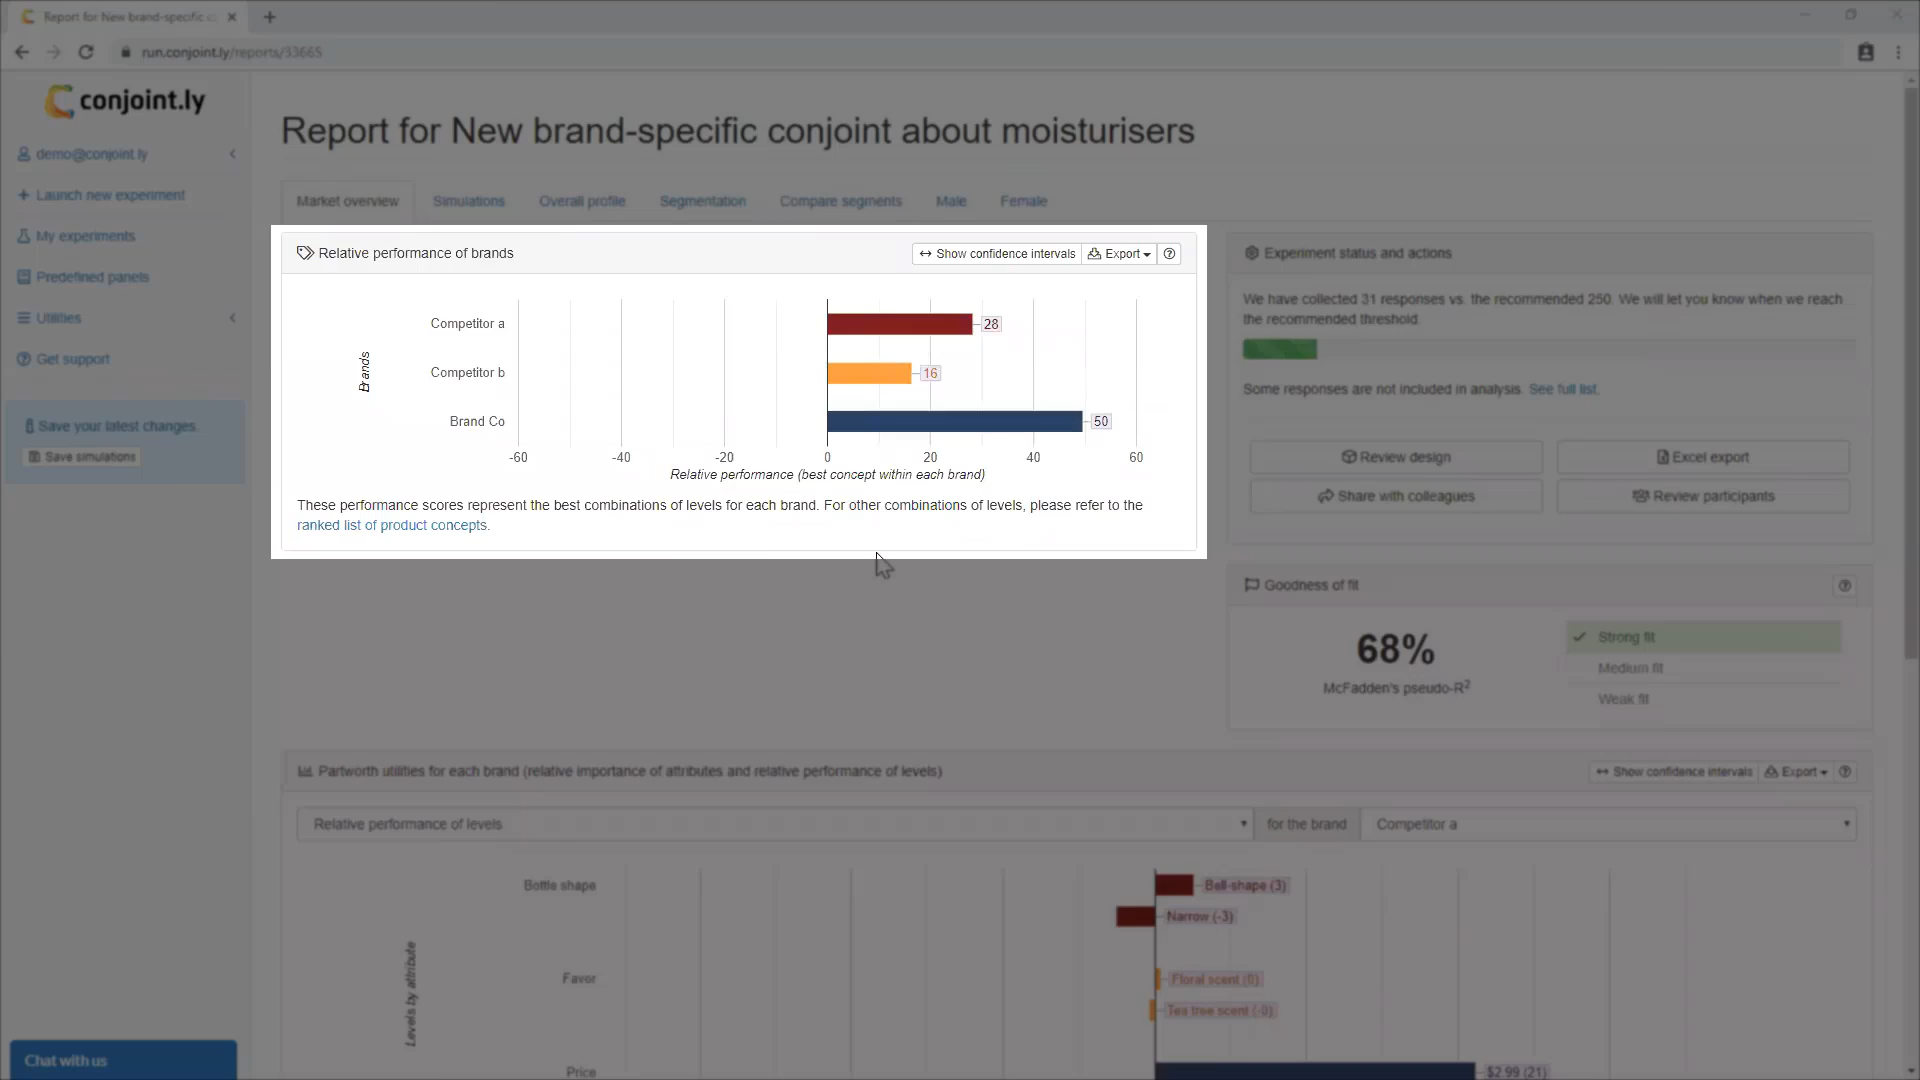 Report for New brand-specific c
run.conjoint.ly/reports/33665
conjoint.ly
demo@conjoint.ly
Launch new experiment
My experiments
Predefined panels
Utilities
Get support
Save your latest changes.
Save simulations
Chat with us
Report for New brand-specific conjoint about moisturisers
Market overview Simulations Overall profile Segmentation Compare segments Male Female
Relative performance of brands
Show confidence intervals Export
Brands
Competitor a 28
Competitor b 16
Brand Co 50
-60 -40 -20 0 20 40 60
Relative performance (best concept within each brand)
These performance scores represent the best combinations of levels for each brand. For other combinations of levels, please refer to the
ranked list of product concepts.
Experiment status and actions
We have collected 31 responses vs. the recommended 250. We will let you know when we reach
the recommended threshold.
Some responses are not included in analysis. See full list.
Review design Excel export
Share with colleagues Review participants
Goodness of fit
68%
McFadden's pseudo-R²
Strong fit
Medium fit
Weak fit
Partworth utilities for each brand (relative importance of attributes and relative performance of levels)
Show confidence intervals Export
Relative performance of levels for the brand Competitor a
Levels by attribute
Bottle shape Bell-shape (3)
Narrow (-3)
Favor Floral scent (0)
Tea tree scent (-0)
Price $2.99 (21)